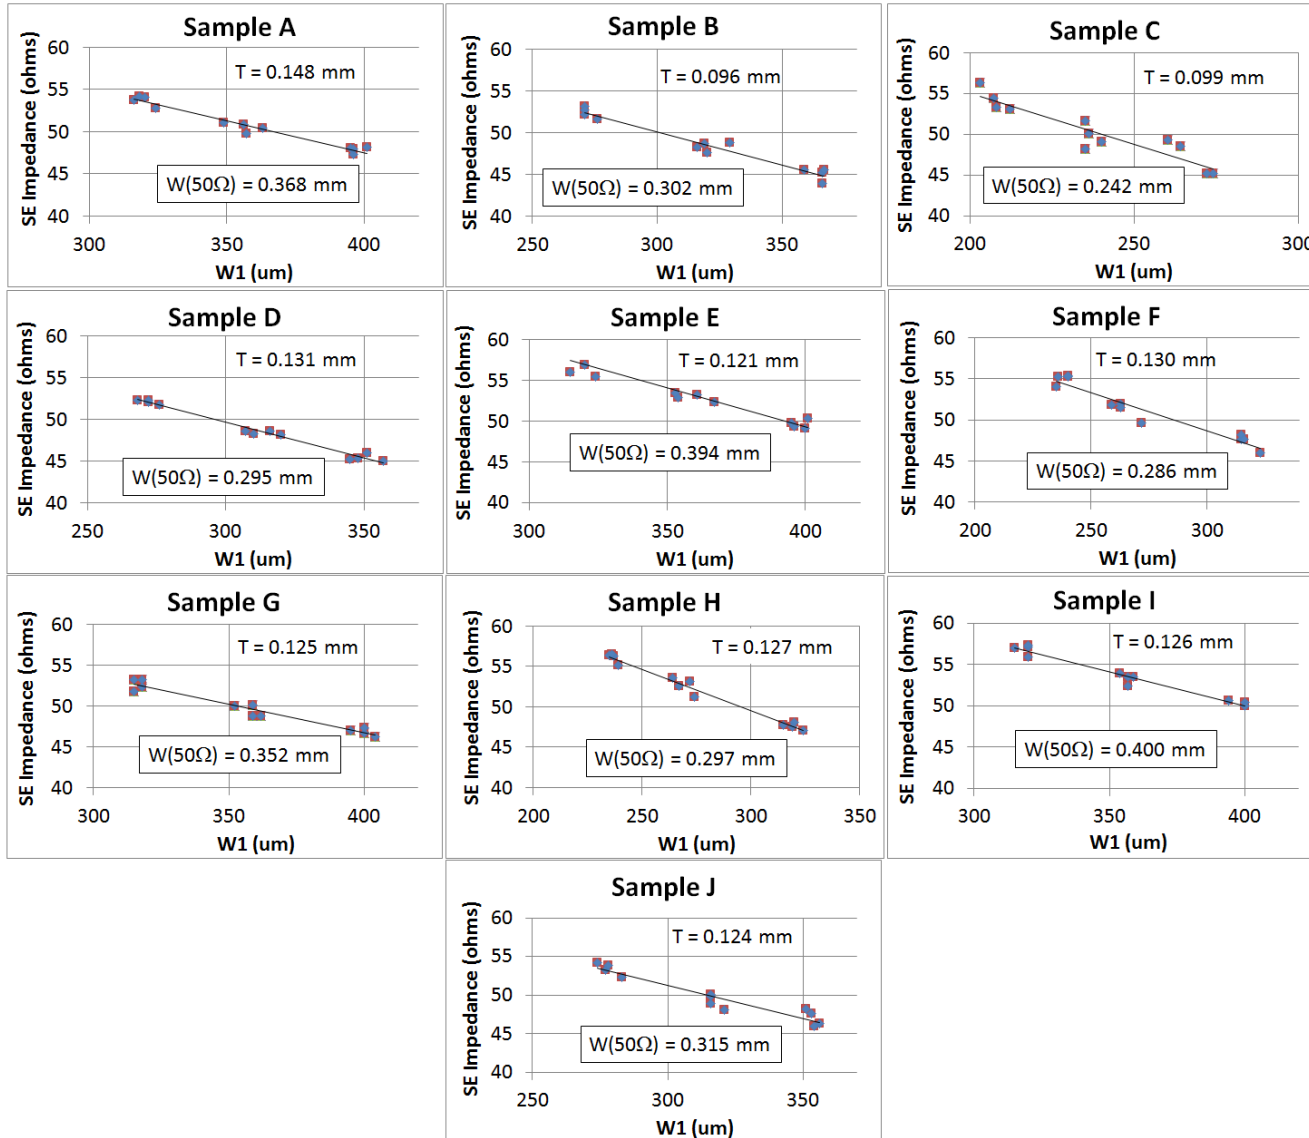 Sample A
SE Impedance (ohms)
60
55
50
45
40
T = 0.148 mm
W(50Ω) = 0.368 mm
300 350 400
W1 (um)
Sample B
SE Impedance (ohms)
60
55
50
45
40
T = 0.096 mm
W(50Ω) = 0.302 mm
250 300 350
W1 (um)
Sample C
SE Impedance (ohms)
60
55
50
45
40
T = 0.099 mm
W(50Ω) = 0.242 mm
200 250 300
W1 (um)
Sample D
SE Impedance (ohms)
60
55
50
45
40
T = 0.131 mm
W(50Ω) = 0.295 mm
250 300 350
W1 (um)
Sample E
SE Impedance (ohms)
60
55
50
45
40
T = 0.121 mm
W(50Ω) = 0.394 mm
300 350 400
W1 (um)
Sample F
SE Impedance (ohms)
60
55
50
45
40
T = 0.130 mm
W(50Ω) = 0.286 mm
200 250 300
W1 (um)
Sample G
SE Impedance (ohms)
60
55
50
45
40
T = 0.125 mm
W(50Ω) = 0.352 mm
300 350 400
W1 (um)
Sample H
SE Impedance (ohms)
60
55
50
45
40
T = 0.127 mm
W(50Ω) = 0.297 mm
200 250 300 350
W1 (um)
Sample I
SE Impedance (ohms)
60
55
50
45
40
T = 0.126 mm
W(50Ω) = 0.400 mm
300 350 400
W1 (um)
Sample J
SE Impedance (ohms)
60
55
50
45
40
T = 0.124 mm
W(50Ω) = 0.315 mm
250 300 350
W1 (um)